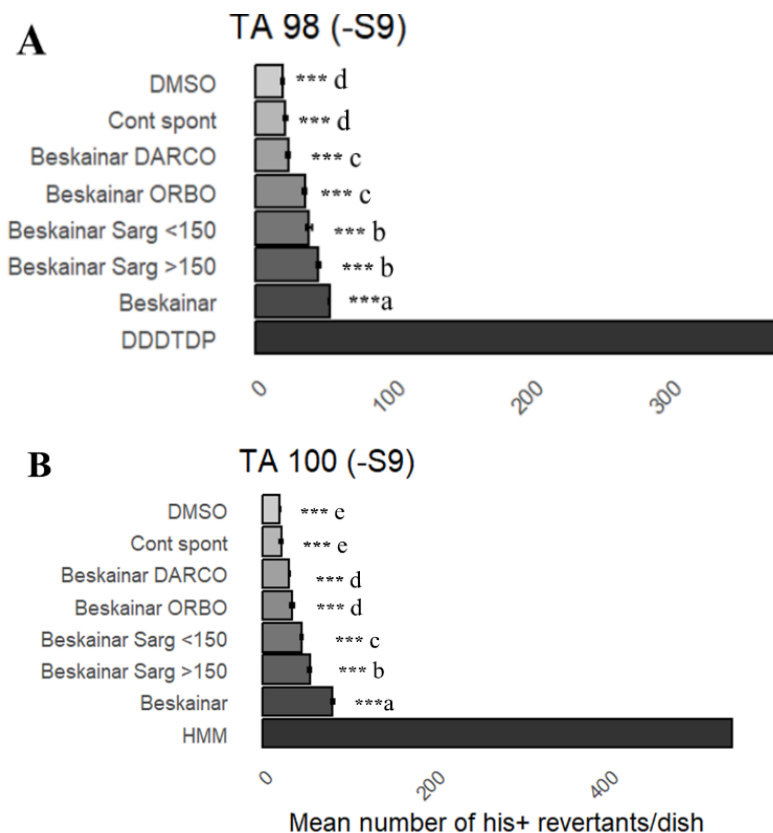 A
TA 98 (-S9)
DMSO *** d
Cont spont *** d
Beskainar DARCO *** c
Beskainar ORBO *** c
Beskainar Sarg <150 *** b
Beskainar Sarg >150 *** b
Beskainar ***a
DDDTDP
0 100 200 300
B
TA 100 (-S9)
DMSO *** e
Cont spont *** e
Beskainar DARCO *** d
Beskainar ORBO *** d
Beskainar Sarg <150 *** c
Beskainar Sarg >150 *** b
Beskainar ***a
HMM
0 200 400
Mean number of his+ revertants/dish